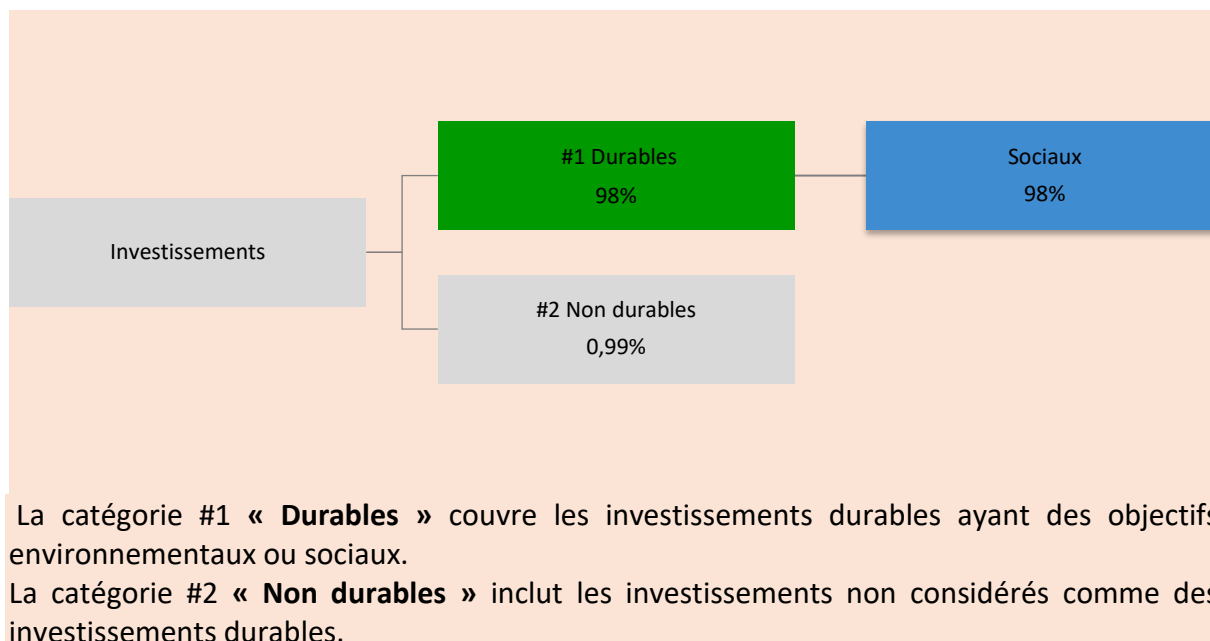 #1 Durables
98%
Sociaux
98%
Investissements
#2 Non durables
0,99%
La catégorie #1 « Durables » couvre les investissements durables ayant des objectifs
environnementaux ou sociaux.
La catégorie #2 « Non durables » inclut les investissements non considérés comme des
investissements durables.